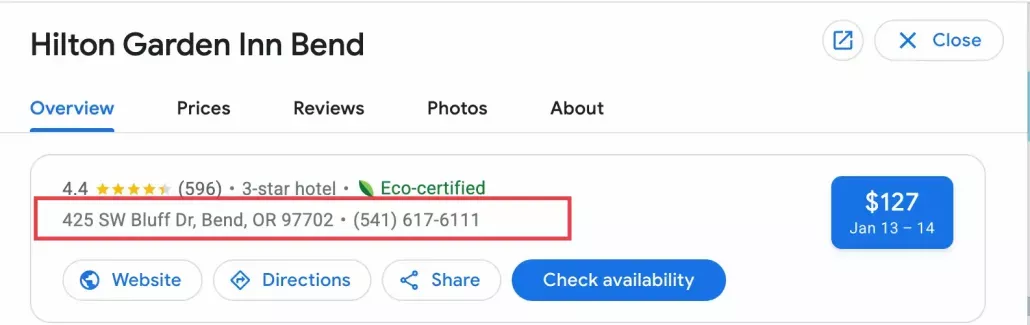 Hilton Garden Inn Bend
Close
Overview Prices Reviews Photos About
4.4 (596) • 3-star hotel • Eco-certified
425 SW Bluff Dr, Bend, OR 97702 • (541) 617-6111
$127
Jan 13 – 14
Website Directions Share Check availability